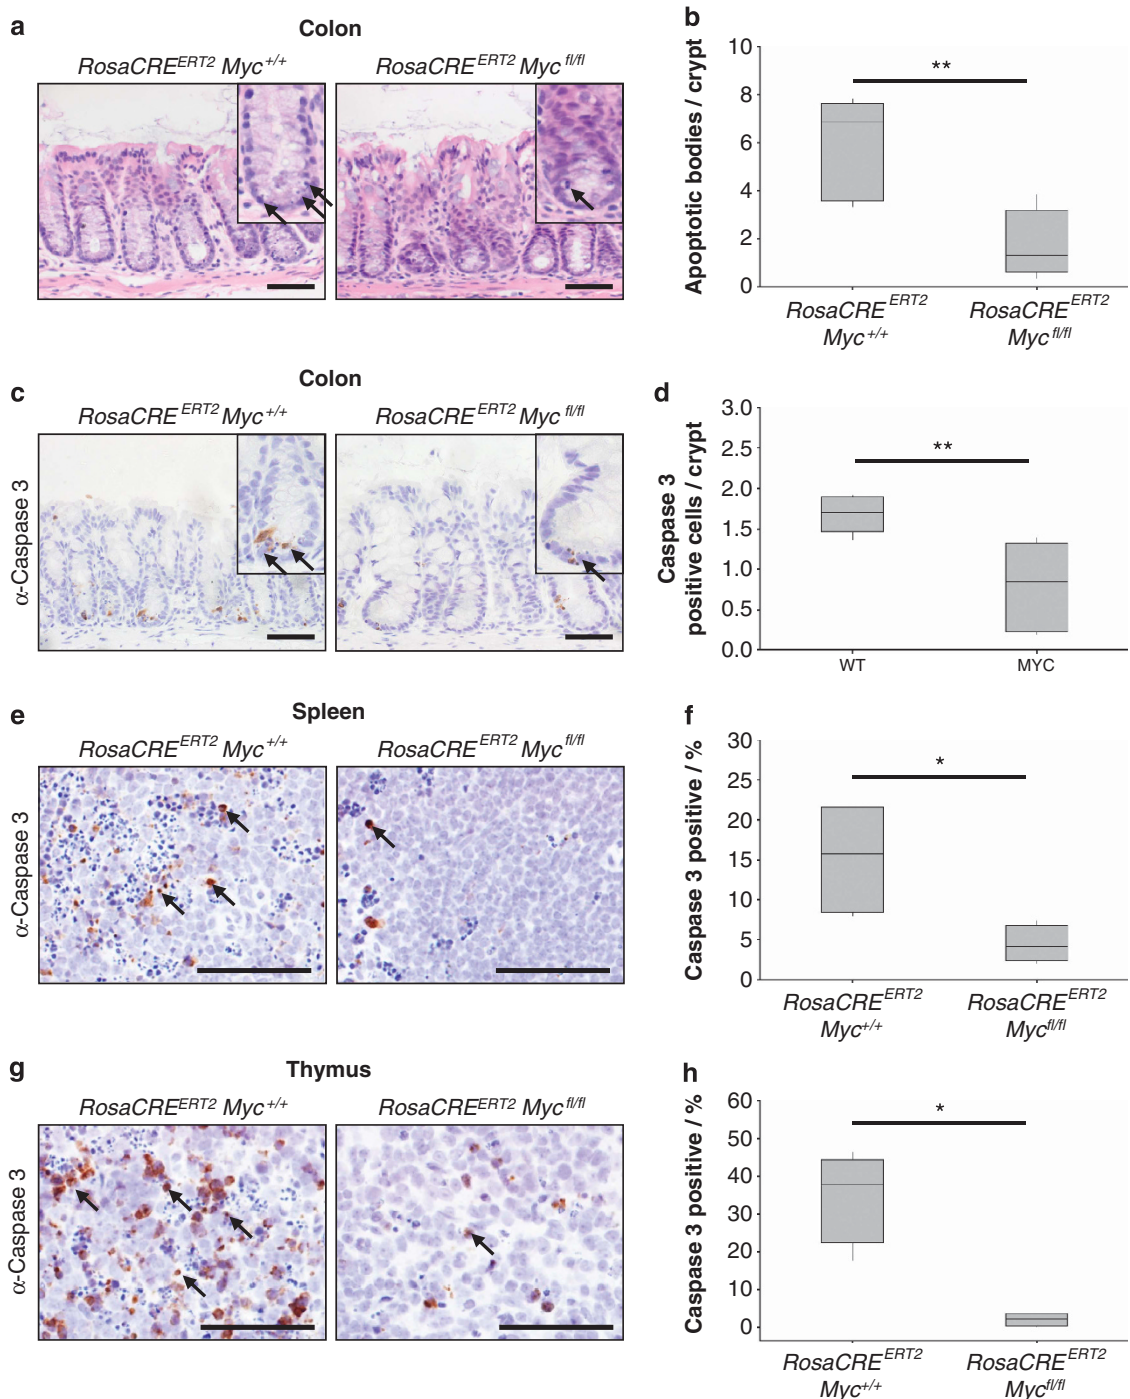 a
Colon
RosaCRE^ERT2 Myc^+/+
RosaCRE^ERT2 Myc^fl/fl
b
Apoptotic bodies / crypt
10
8
6
4
2
0
**
RosaCRE^ERT2
Myc^+/+
RosaCRE^ERT2
Myc^fl/fl
c
Colon
RosaCRE^ERT2 Myc^+/+
RosaCRE^ERT2 Myc^fl/fl
α-Caspase 3
d
Caspase 3
positive cells / crypt
3.0
2.5
2.0
1.5
1.0
0.5
0.0
**
WT
MYC
e
Spleen
RosaCRE^ERT2 Myc^+/+
RosaCRE^ERT2 Myc^fl/fl
α-Caspase 3
f
Caspase 3 positive / %
30
25
20
15
10
5
0
*
RosaCRE^ERT2
Myc^+/+
RosaCRE^ERT2
Myc^fl/fl
g
Thymus
RosaCRE^ERT2 Myc^+/+
RosaCRE^ERT2 Myc^fl/fl
α-Caspase 3
h
Caspase 3 positive / %
60
50
40
30
20
10
0
*
RosaCRE^ERT2
Myc^+/+
RosaCRE^ERT2
Myc^fl/fl